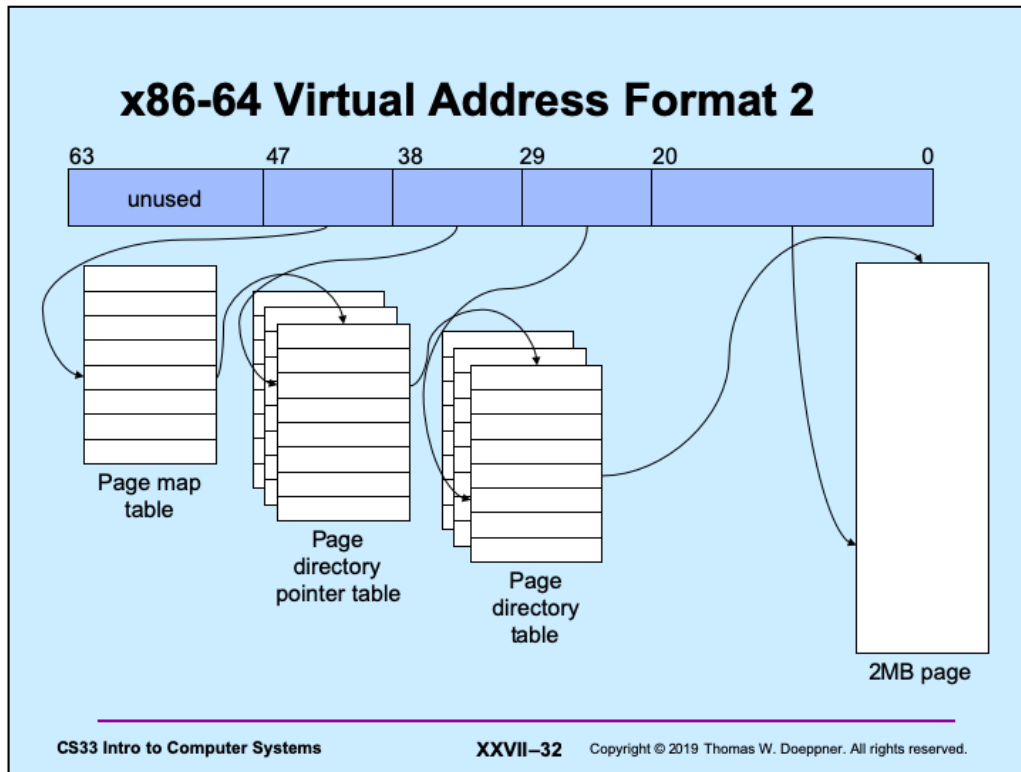 x86-64 Virtual Address Format 2
63 47 38 29 20 0
unused
Page map
table
Page
directory
pointer table
Page
directory
table
2MB page
CS33 Intro to Computer Systems XXVII–32 Copyright © 2019 Thomas W. Doeppner. All rights reserved.